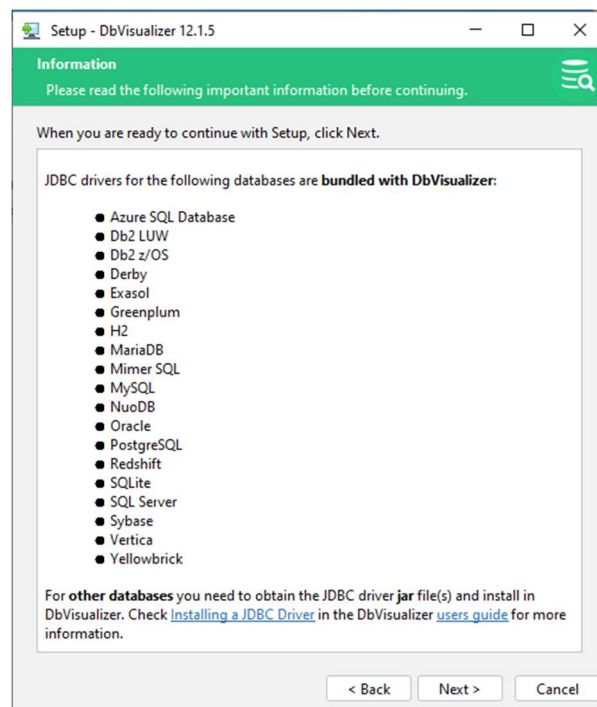 Setup - DbVisualizer 12.1.5
Information
Please read the following important information before continuing.
When you are ready to continue with Setup, click Next.
JDBC drivers for the following databases are bundled with DbVisualizer:
● Azure SQL Database
● Db2 LUW
● Db2 z/OS
● Derby
● Exasol
● Greenplum
● H2
● MariaDB
● Mimer SQL
● MySQL
● NuoDB
● Oracle
● PostgreSQL
● Redshift
● SQLite
● SQL Server
● Sybase
● Vertica
● Yellowbrick
For other databases you need to obtain the JDBC driver jar file(s) and install in
DbVisualizer. Check Installing a JDBC Driver in the DbVisualizer users guide for more
information.
< Back Next > Cancel